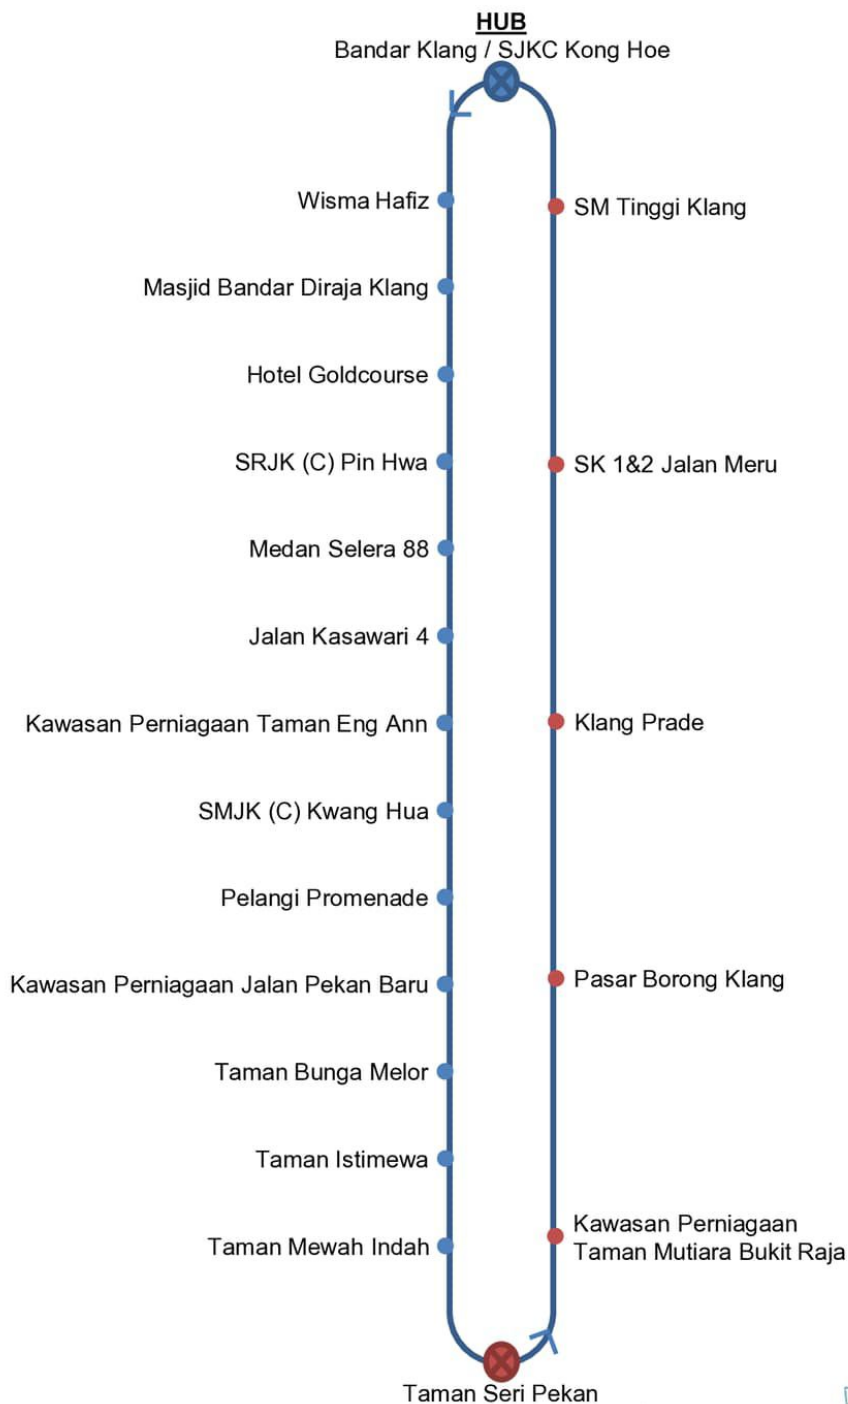 HUB
Bandar Klang / SJKC Kong Hoe
Wisma Hafiz
Masjid Bandar Diraja Klang
Hotel Goldcourse
SRJK (C) Pin Hwa
Medan Selera 88
Jalan Kasawari 4
Kawasan Perniagaan Taman Eng Ann
SMJK (C) Kwang Hua
Pelangi Promenade
Kawasan Perniagaan Jalan Pekan Baru
Taman Bunga Melor
Taman Istimewa
Taman Mewah Indah
SM Tinggi Klang
SK 1&2 Jalan Meru
Klang Prade
Pasar Borong Klang
Kawasan Perniagaan
Taman Mutiara Bukit Raja
Taman Seri Pekan